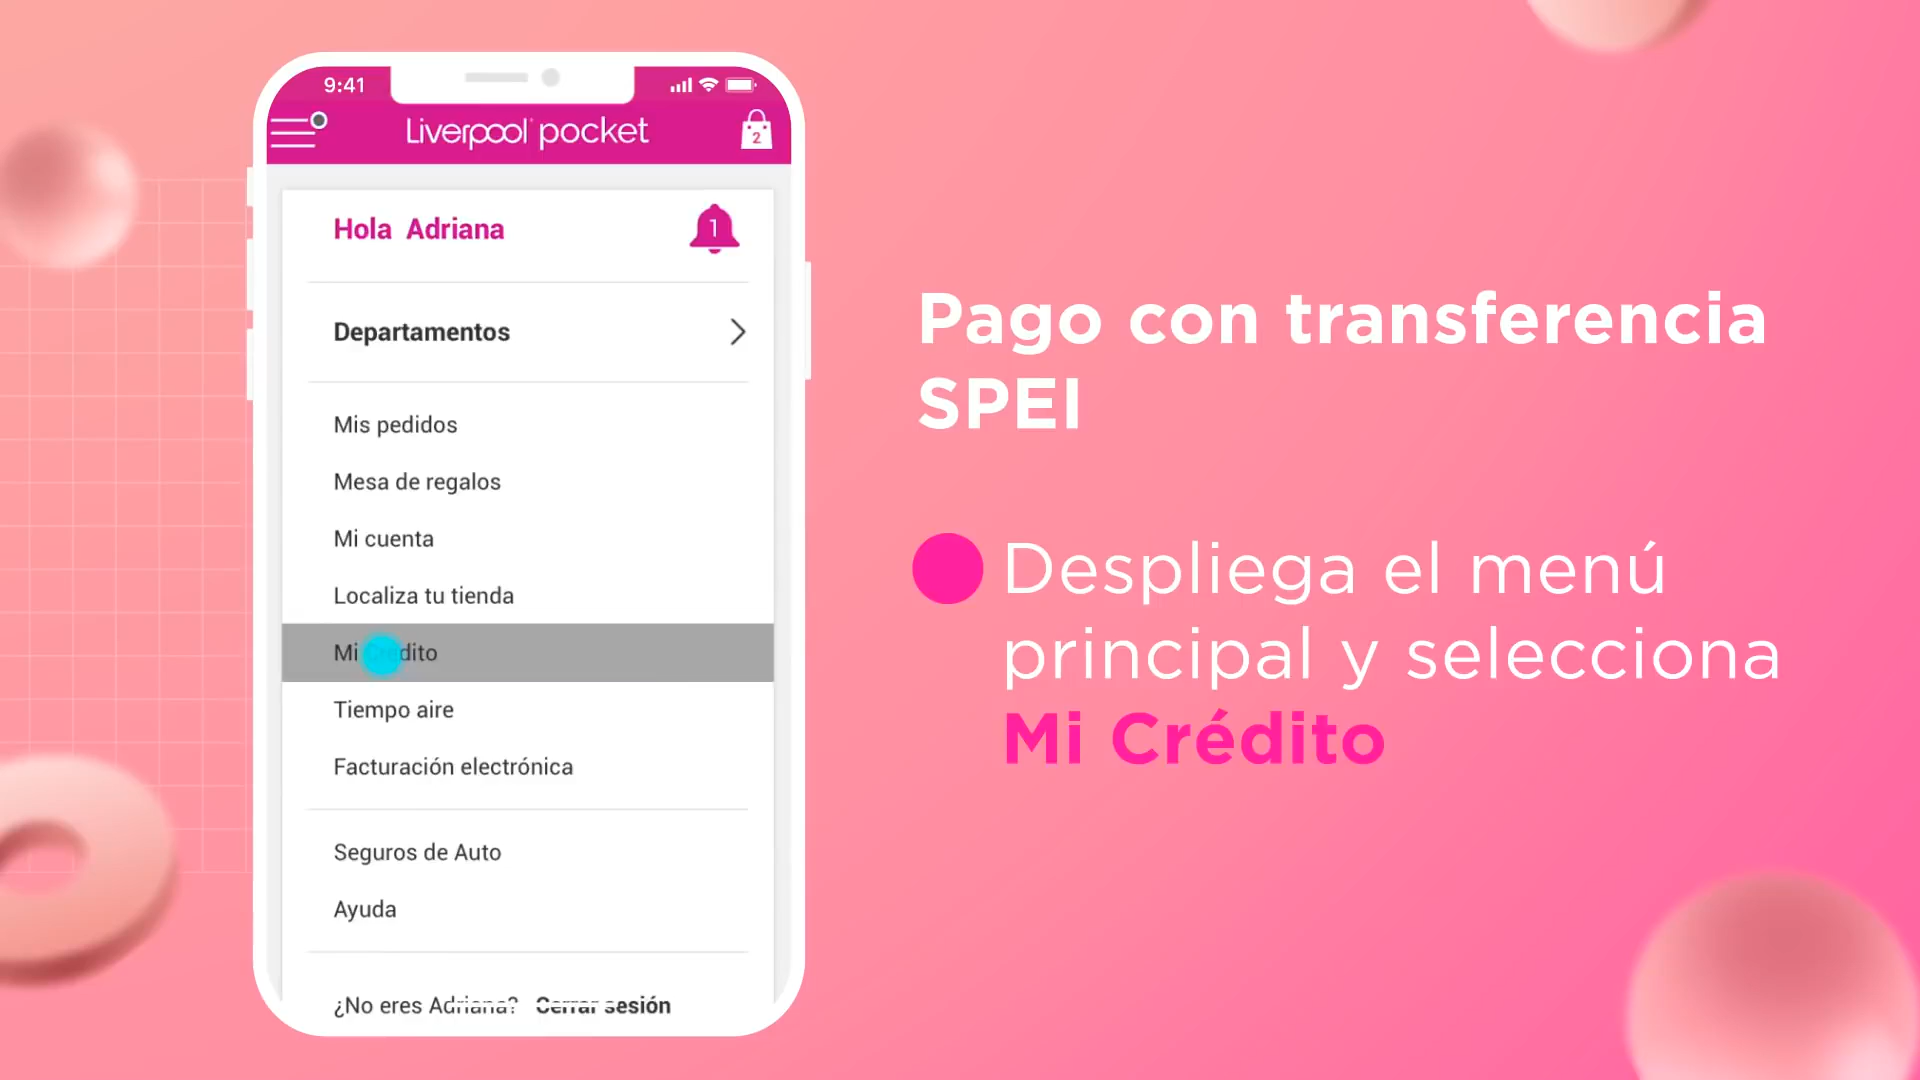 9:41
Liverpool pocket
2
Hola Adriana
1
Departamentos
Mis pedidos
Mesa de regalos
Mi cuenta
Localiza tu tienda
Mi Crédito
Tiempo aire
Facturación electrónica
Seguros de Auto
Ayuda
¿No eres Adriana? Cerrar sesión
Pago con transferencia
SPEI
Despliega el menú
principal y selecciona
Mi Crédito